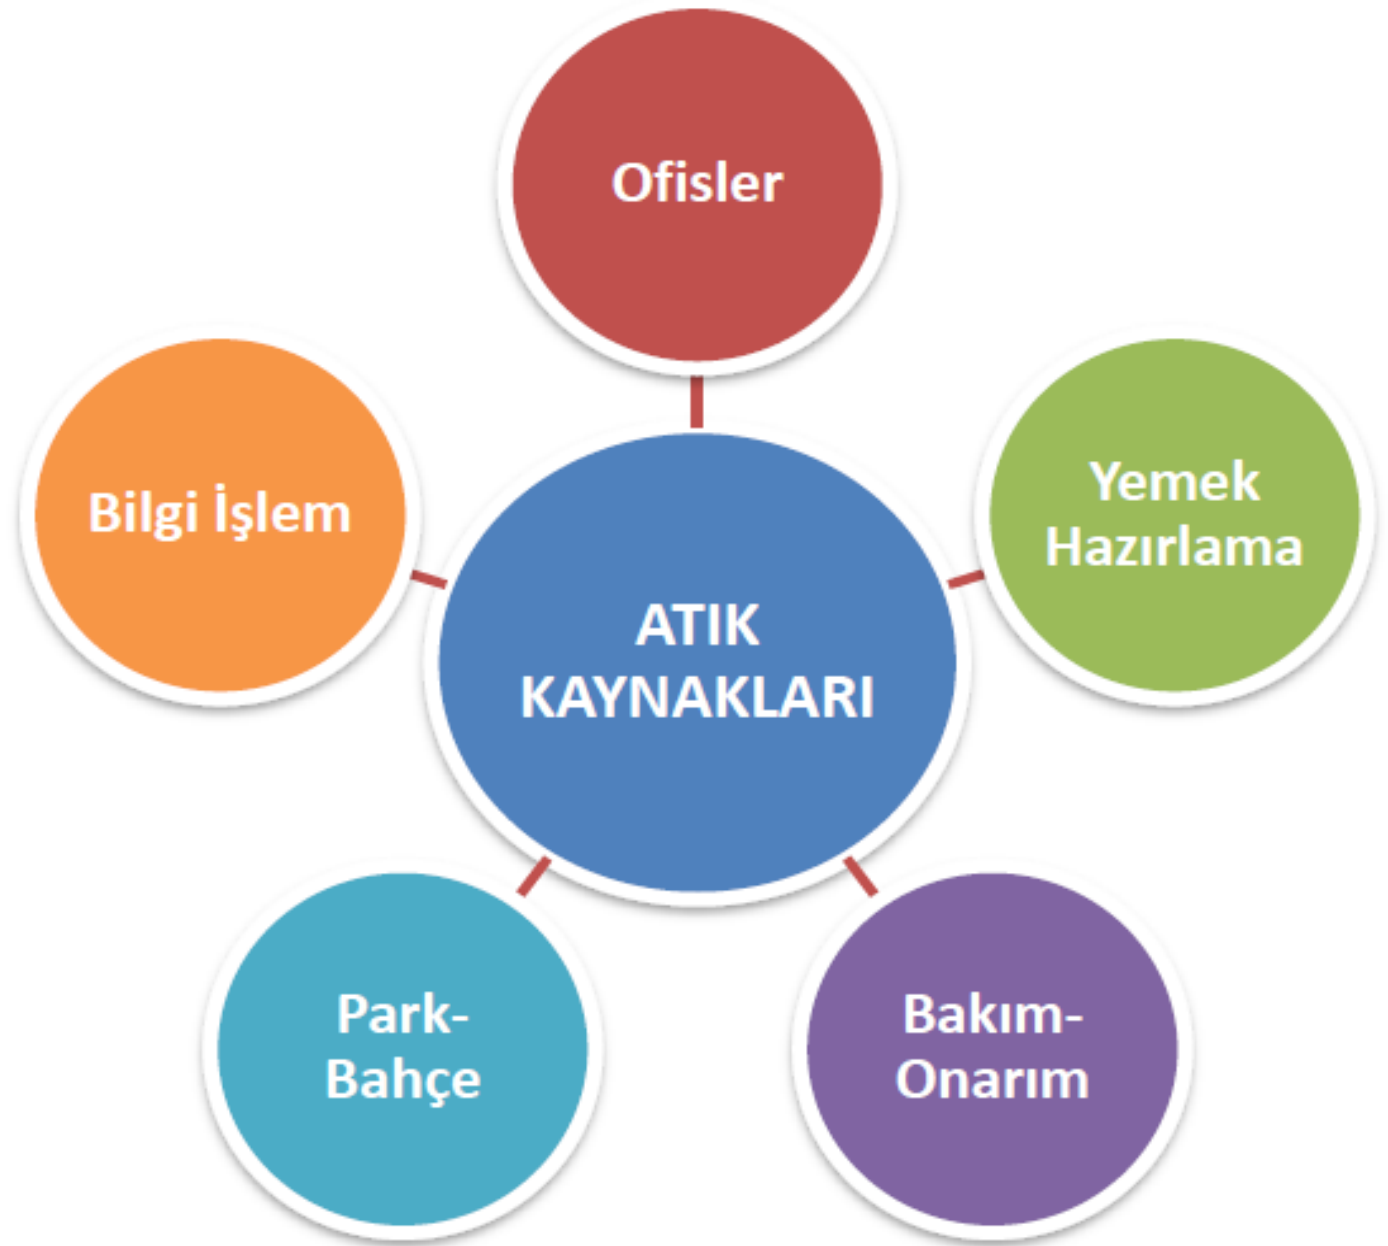 Ofisler
Yemek
Hazırlama
Bilgi İşlem
ATIK
KAYNAKLARI
Bakım-
Onarım
Park-
Bahçe